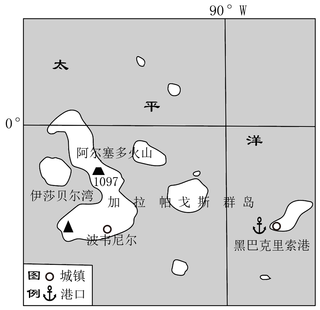 90° W
太
平
0°
洋
阿尔塞多火山
1097
伊莎贝尔湾
加拉帕戈斯群岛
波韦尼尔
黑巴克里索港
图 城镇
例 港口